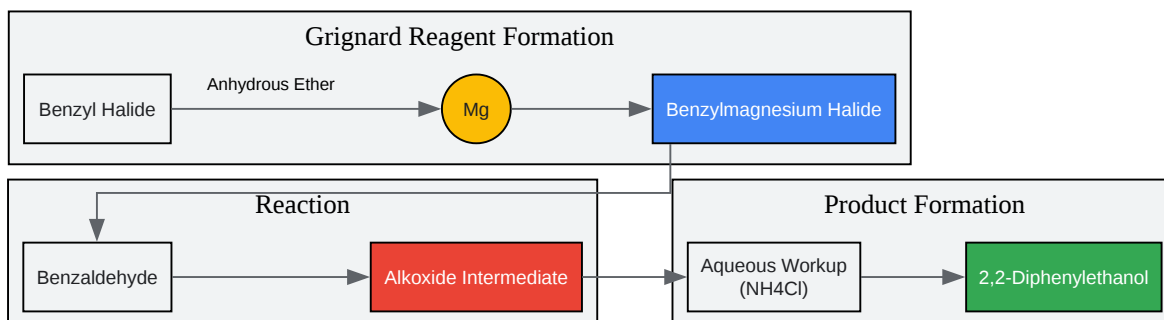 Grignard Reagent Formation
Benzyl Halide
Anhydrous Ether
Mg
Benzylmagnesium Halide
Reaction
Benzaldehyde
Alkoxide Intermediate
Product Formation
Aqueous Workup
(NH4Cl)
2,2-Diphenylethanol